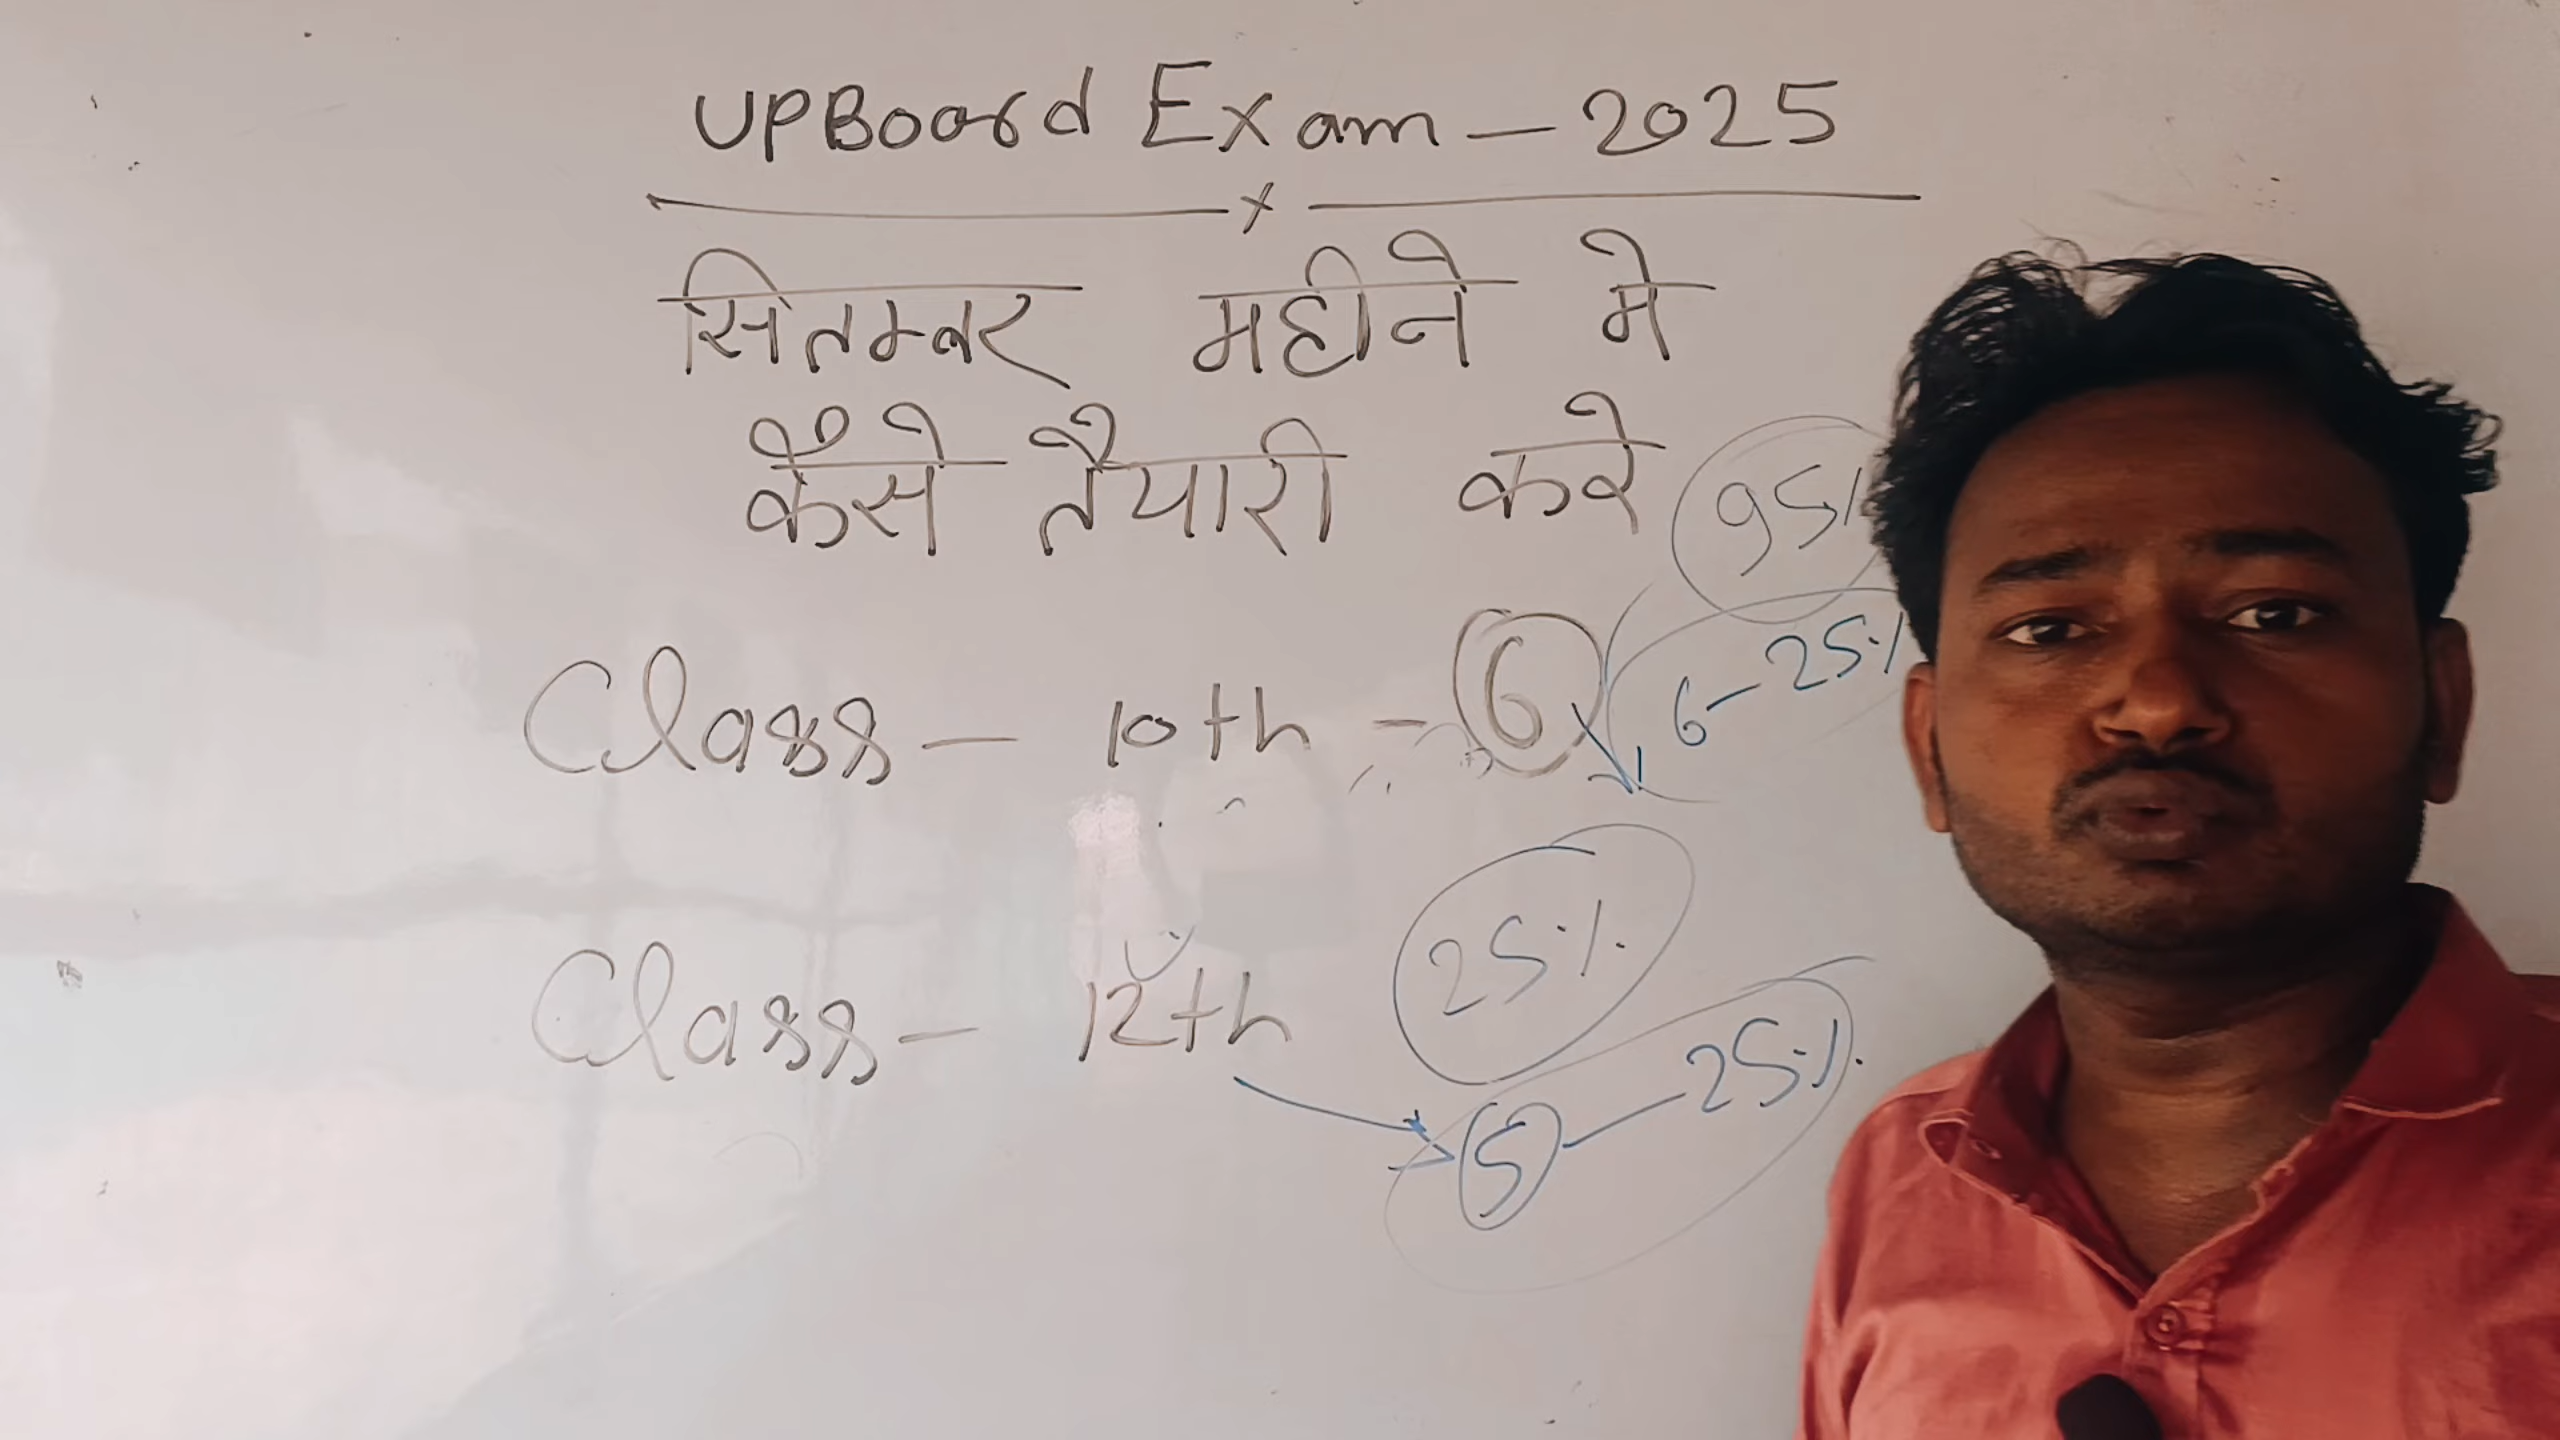 UPBoard Exam - 2025
सितम्बर महीने मे
कैसे तैयारी करे
95%
Class - 10th - 6
6 - 25%
25%
Class - 12th
5 - 25%